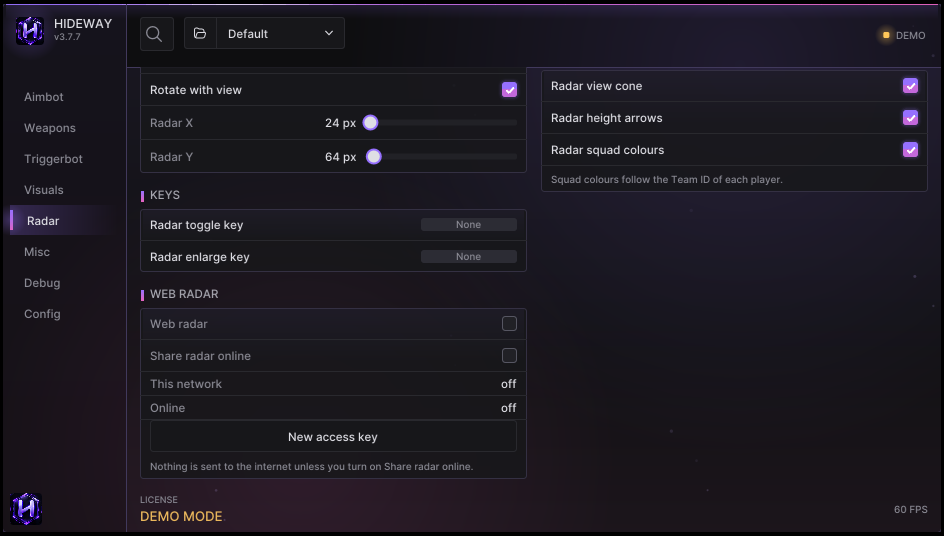 HIDEWAY
v3.7.7
Default
DEMO
Aimbot
Weapons
Triggerbot
Visuals
Radar
Misc
Debug
Config
Rotate with view
Radar X 24 px
Radar Y 64 px
KEYS
Radar toggle key None
Radar enlarge key None
WEB RADAR
Web radar
Share radar online
This network off
Online off
New access key
Nothing is sent to the internet unless you turn on Share radar online.
Radar view cone
Radar height arrows
Radar squad colours
Squad colours follow the Team ID of each player.
LICENSE
DEMO MODE
60 FPS